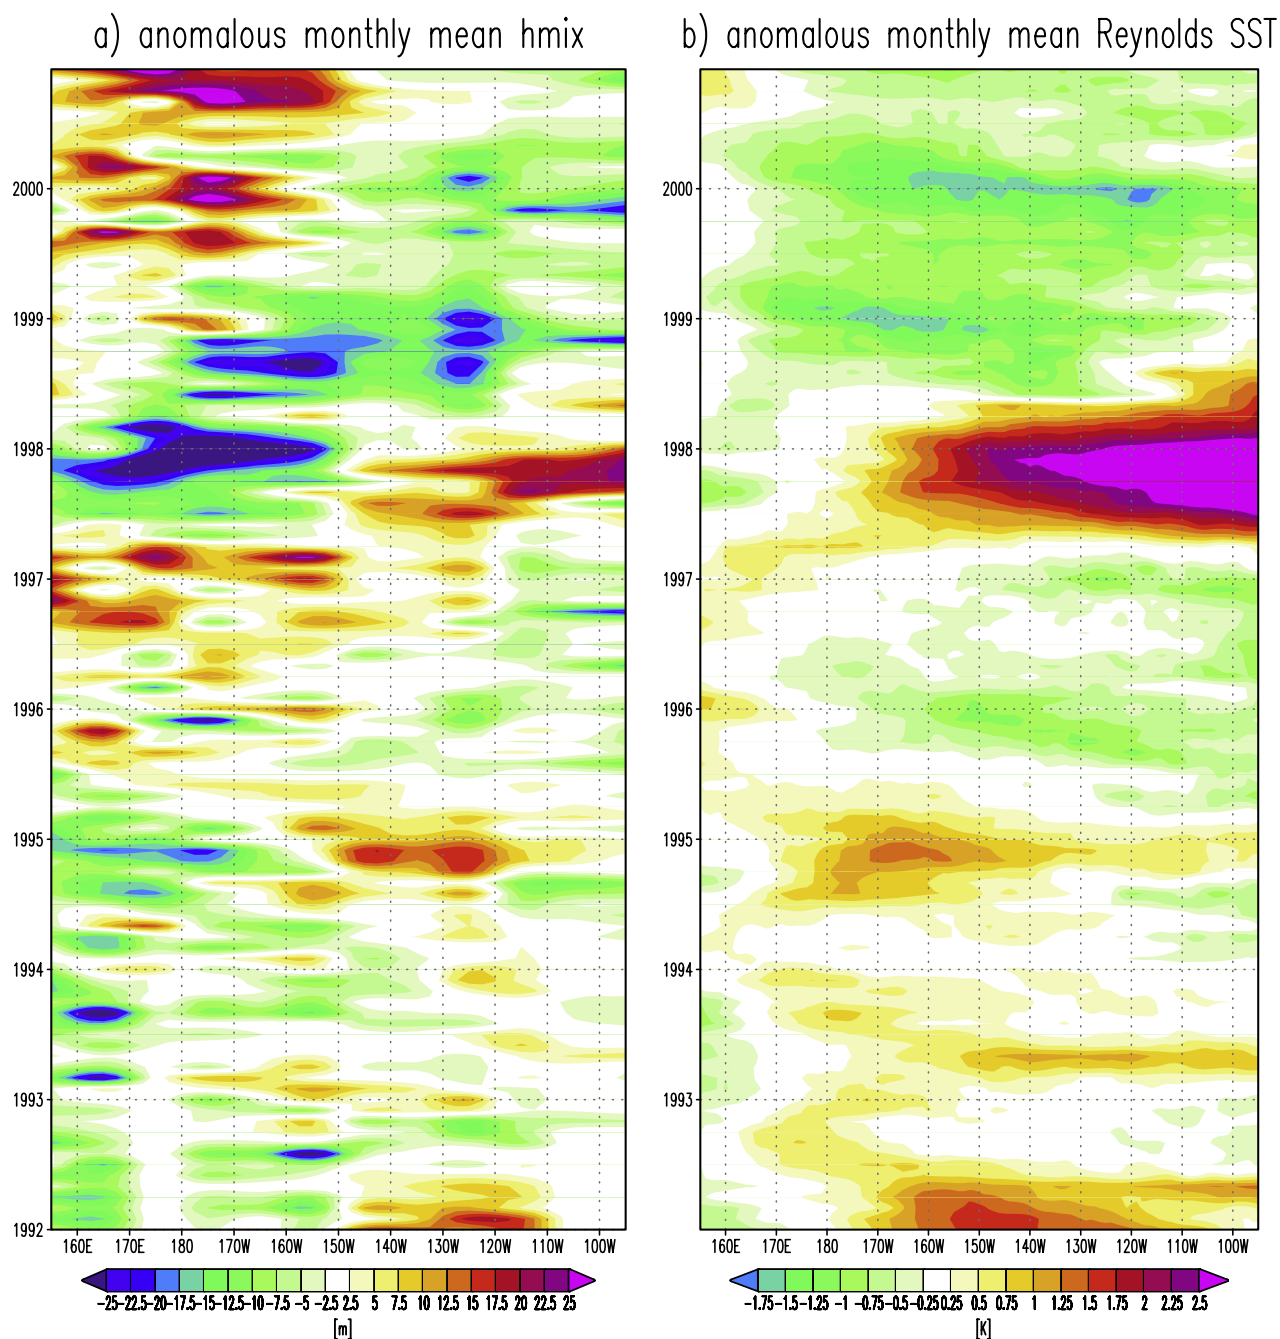 a) anomalous monthly mean hmix
b) anomalous monthly mean Reynolds SST
2000
1999
1998
1997
1996
1995
1994
1993
1992
160E 170E 180 170W 160W 150W 140W 130W 120W 110W 100W
-25 -22.5 -20 -17.5 -15 -12.5 -10 -7.5 -5 -2.5 2.5 5 7.5 10 12.5 15 17.5 20 22.5 25
[m]
2000
1999
1998
1997
1996
1995
1994
1993
1992
160E 170E 180 170W 160W 150W 140W 130W 120W 110W 100W
-1.75 -1.5 -1.25 -1 -0.75 -0.5 -0.25 0.25 0.5 0.75 1 1.25 1.5 1.75 2 2.25 2.5
[K]